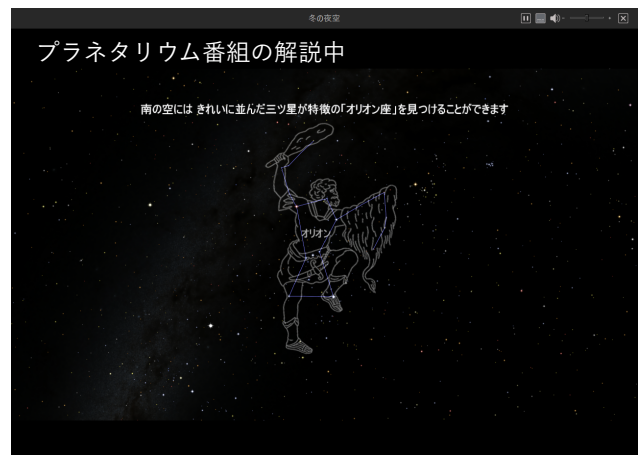 冬の夜空
プラネタリウム番組の解説中
南の空には きれいに並んだ三ツ星が特徴の「オリオン座」を見つけることができます
オリオン